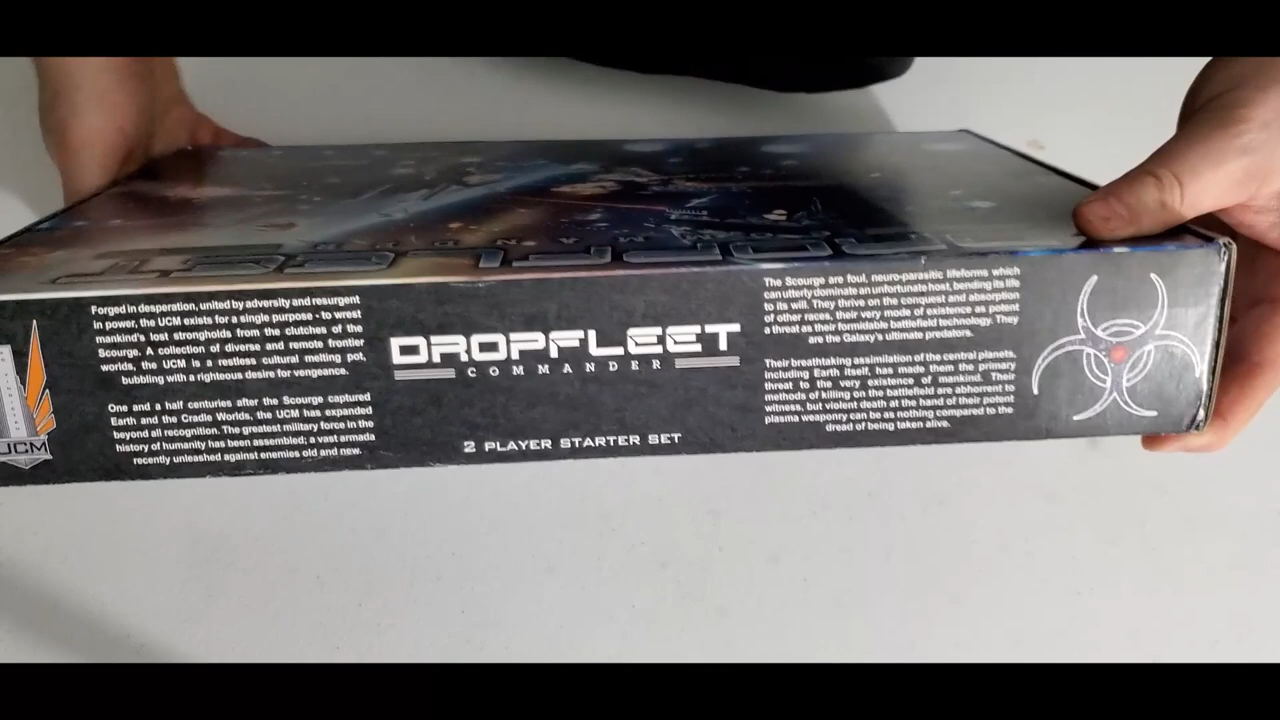 Forged in desperation, united by adversity and resurgent
in power, the UCM exists for a single purpose - to wrest
mankind's lost strongholds from the clutches of the
Scourge. A collection of diverse and remote frontier
worlds, the UCM is a restless cultural melting pot,
bubbling with a righteous desire for vengeance.
One and a half centuries after the Scourge captured
Earth and the Cradle Worlds, the UCM has expanded
beyond all recognition. The greatest military force in the
history of humanity has been assembled; a vast armada
recently unleashed against enemies old and new.
UCM
DROPFLEET
COMMANDER
2 PLAYER STARTER SET
The Scourge are foul, neuro-parasitic lifeforms which
can utterly dominate an unfortunate host, bending its life
to its will. They thrive on the conquest and absorption
of other races, their very mode of existence as potent
a threat as their formidable battlefield technology. They
are the Galaxy's ultimate predators.
Their breathtaking assimilation of the central planets,
including Earth itself, has made them the primary
threat to the very existence of mankind. Their
methods of killing on the battlefield are abhorrent to
witness, but violent death at the hand of their potent
plasma weaponry can be as nothing compared to the
dread of being taken alive.